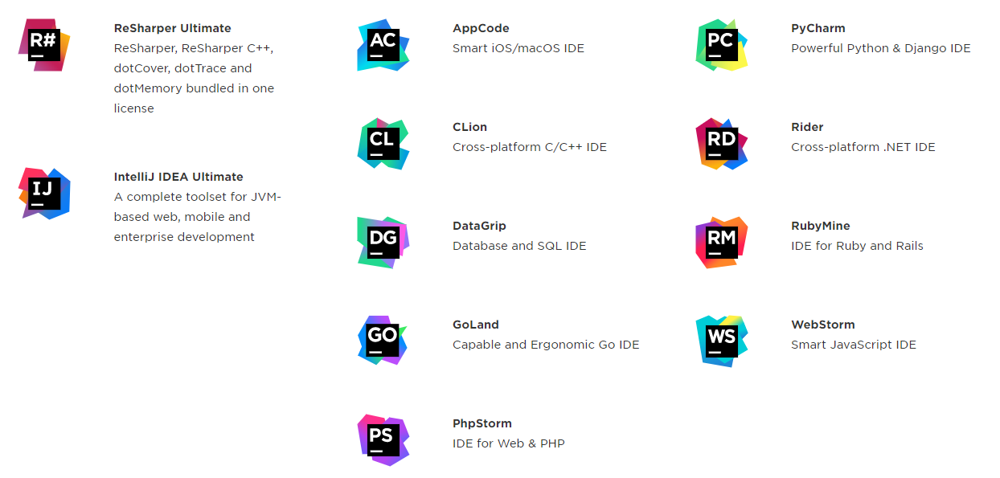 R#
ReSharper Ultimate
ReSharper, ReSharper C++,
dotCover, dotTrace and
dotMemory bundled in one
license
IJ
IntelliJ IDEA Ultimate
A complete toolset for JVM-
based web, mobile and
enterprise development
AC
AppCode
Smart iOS/macOS IDE
CL
CLion
Cross-platform C/C++ IDE
DG
DataGrip
Database and SQL IDE
GO
GoLand
Capable and Ergonomic Go IDE
PS
PhpStorm
IDE for Web & PHP
PC
PyCharm
Powerful Python & Django IDE
RD
Rider
Cross-platform .NET IDE
RM
RubyMine
IDE for Ruby and Rails
WS
WebStorm
Smart JavaScript IDE